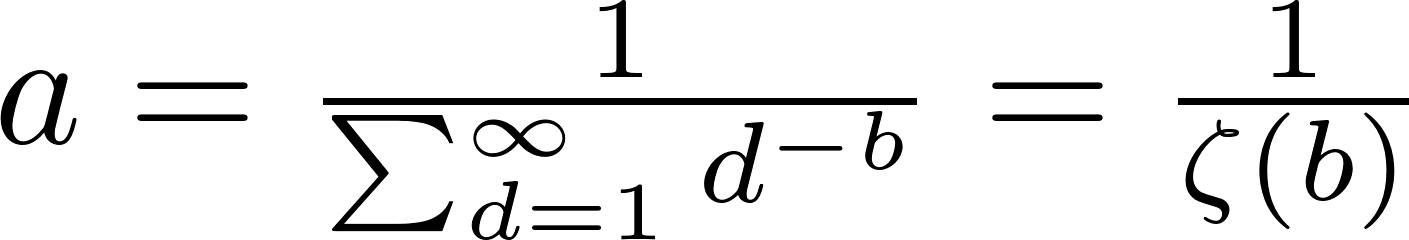 a = \frac{1}{\sum_{d=1}^{\infty} d^{-b}} = \frac{1}{\zeta(b)}